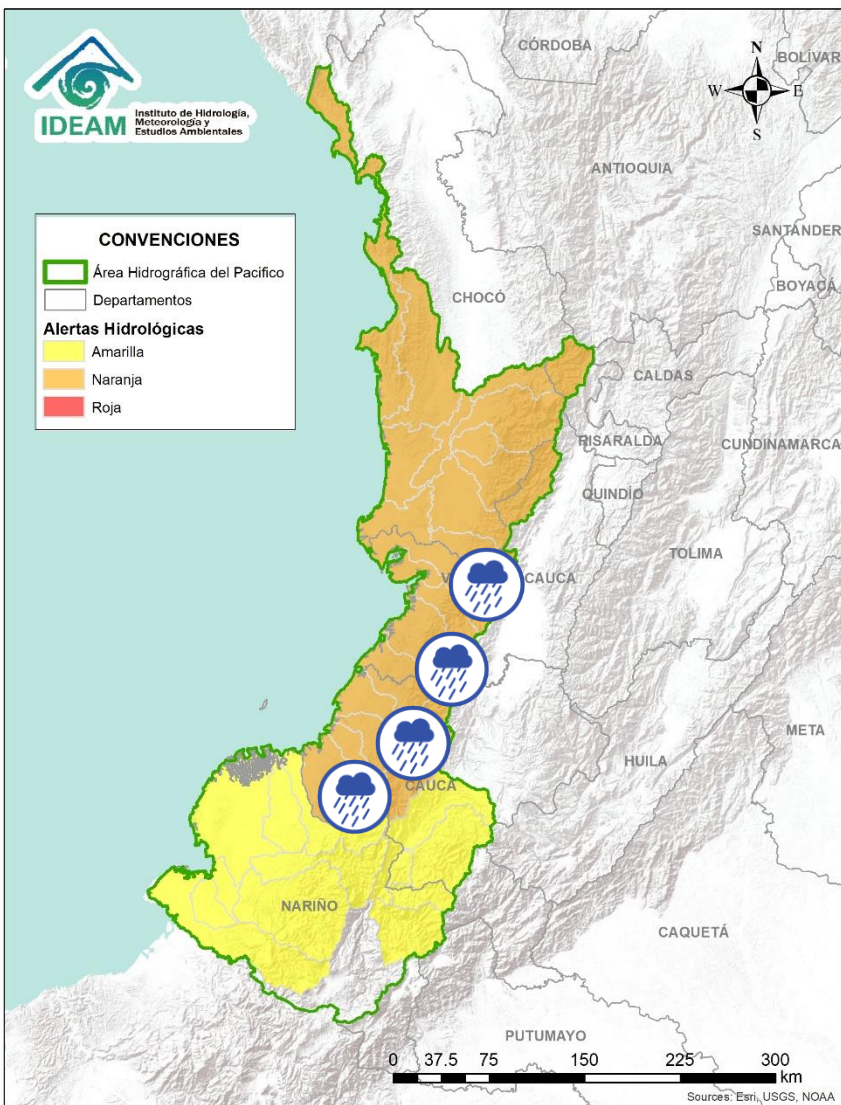 IDEAM
Instituto de Hidrología,
Meteorología y
Estudios Ambientales
N
W
E
S
CONVENCIONES
Área Hidrográfica del Pacifico
Departamentos
Alertas Hidrológicas
Amarilla
Naranja
Roja
CÓRDOBA
BOLÍVAR
ANTIOQUIA
SANTANDER
BOYACÁ
CHOCÓ
CALDAS
RISARALDA
CUNDINAMARCA
QUINDÍO
TOLIMA
CAUCA
META
HUILA
CAUCA
NARIÑO
CAQUETÁ
PUTUMAYO
0 37.5 75 150 225 300
km
Sources: Esri, USGS, NOAA